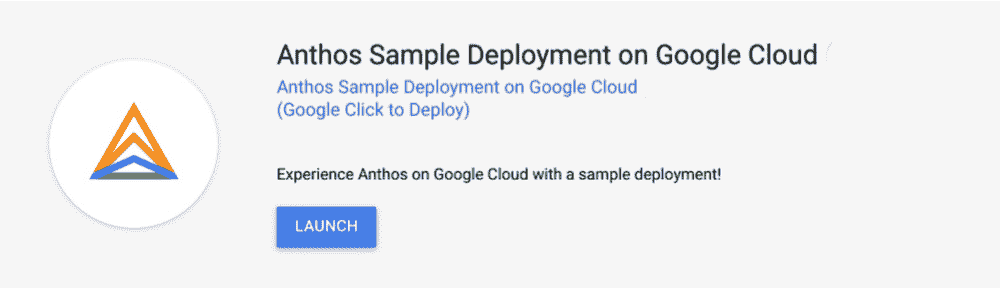 Anthos Sample Deployment on Google Cloud
Anthos Sample Deployment on Google Cloud
(Google Click to Deploy)
Experience Anthos on Google Cloud with a sample deployment!
LAUNCH